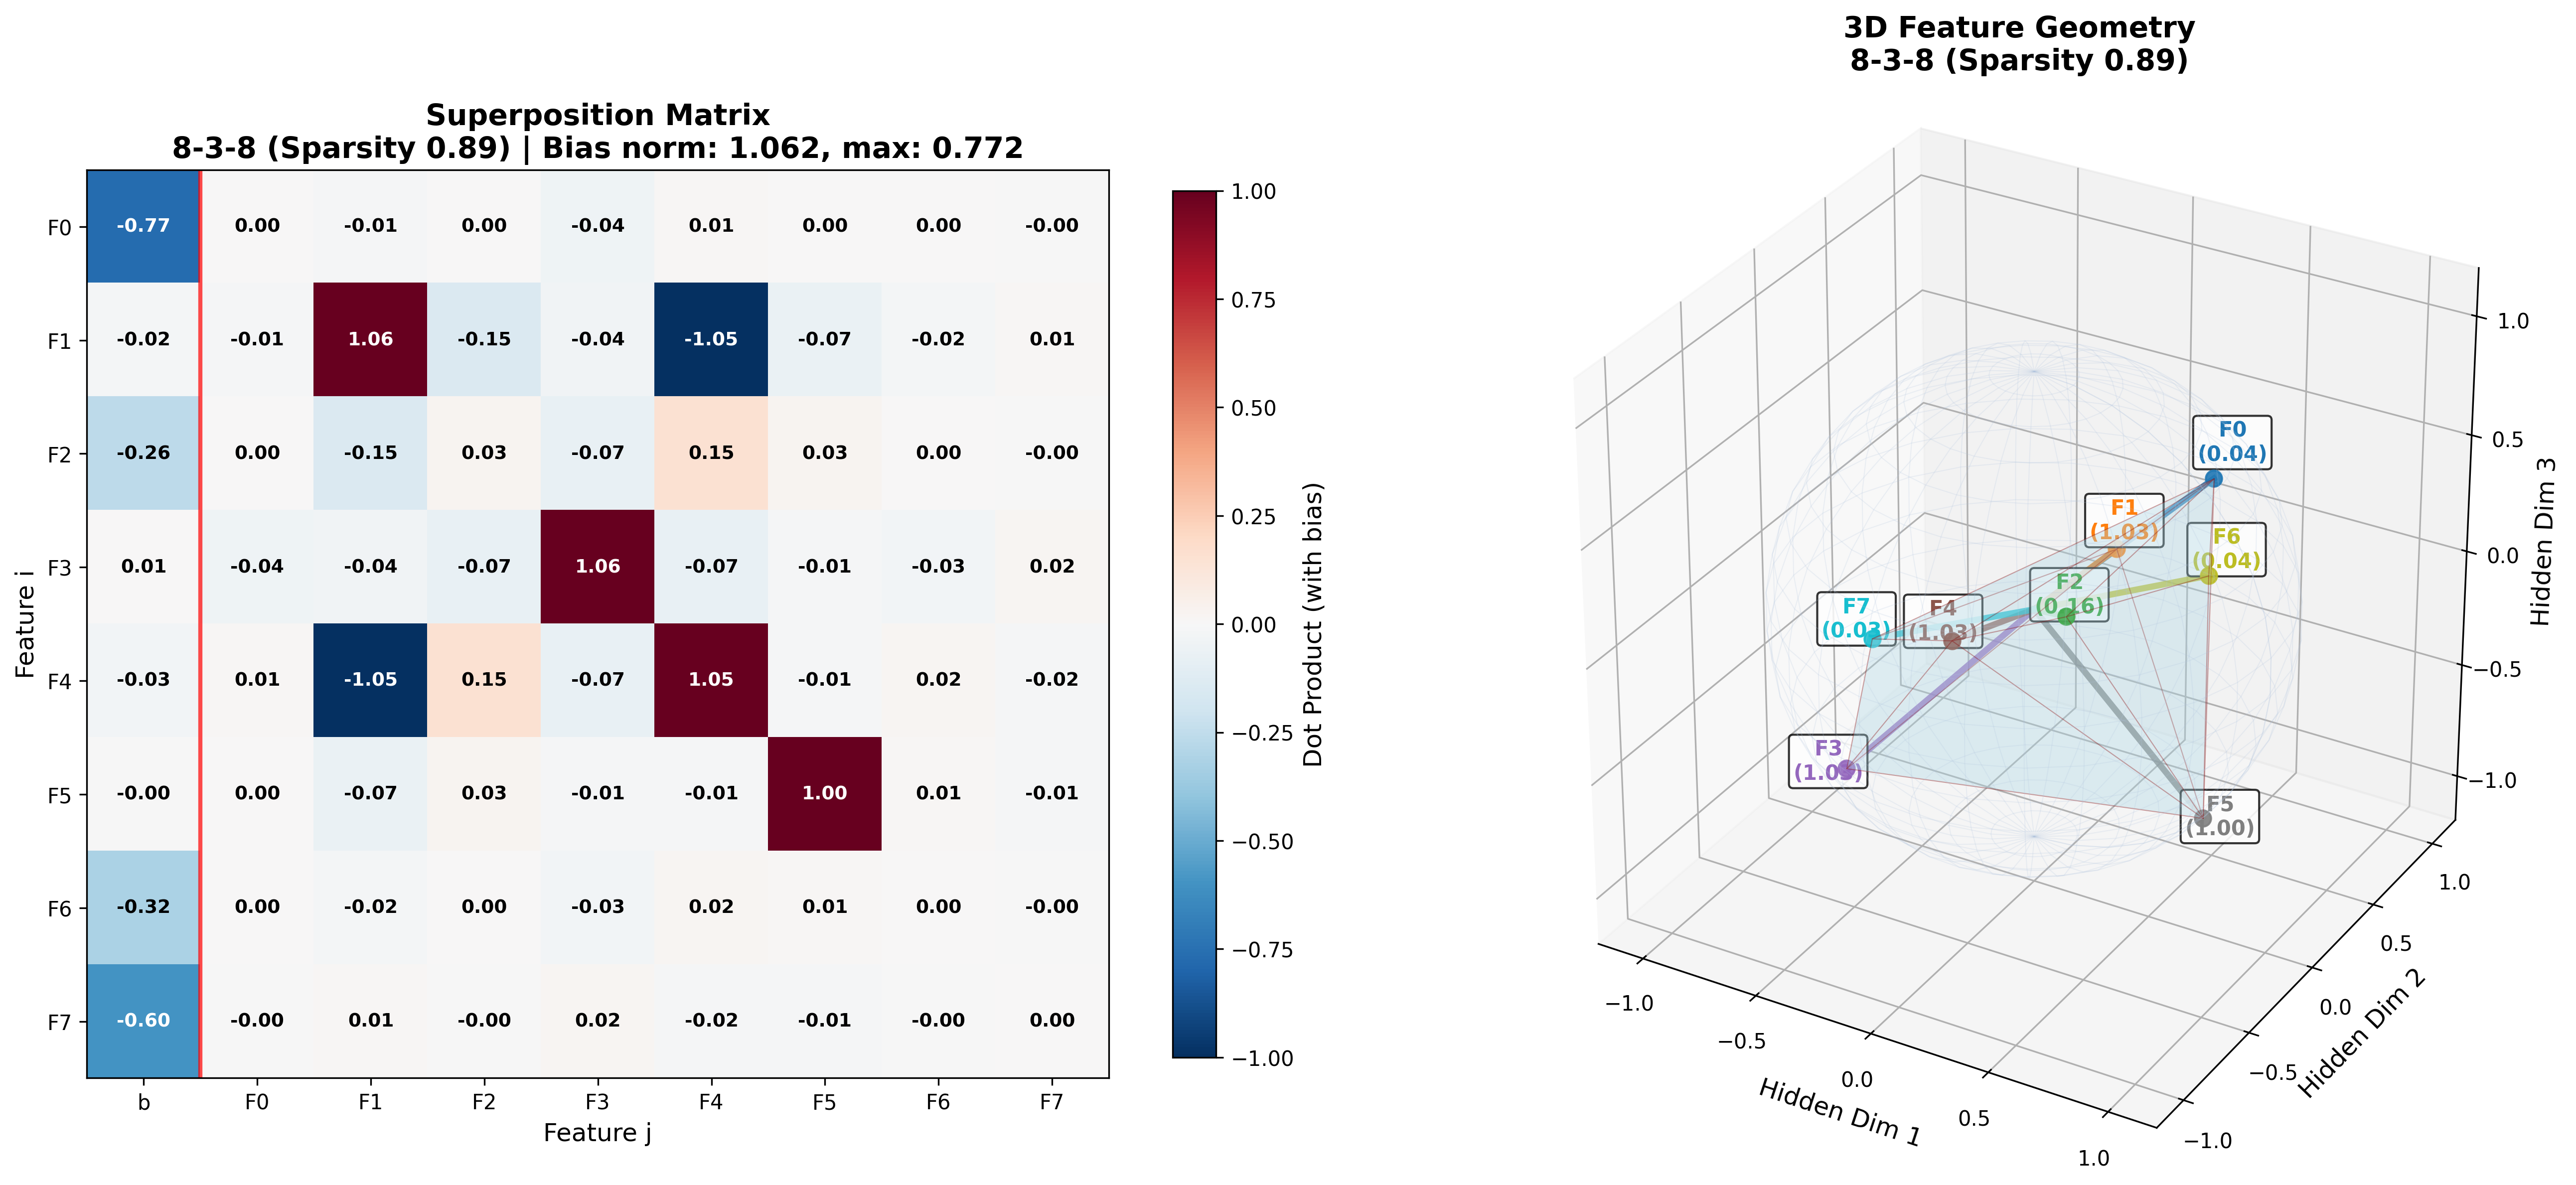 Superposition Matrix
8-3-8 (Sparsity 0.89) | Bias norm: 1.062, max: 0.772
F0 -0.77 0.00 -0.01 0.00 -0.04 0.01 0.00 0.00 -0.00
F1 -0.02 -0.01 1.06 -0.15 -0.04 -1.05 -0.07 -0.02 0.01
F2 -0.26 0.00 -0.15 0.03 -0.07 0.15 0.03 0.00 -0.00
F3 0.01 -0.04 -0.04 -0.07 1.06 -0.07 -0.01 -0.03 0.02
F4 -0.03 0.01 -1.05 0.15 -0.07 1.05 -0.01 0.02 -0.02
F5 -0.00 0.00 -0.07 0.03 -0.01 -0.01 1.00 0.01 -0.01
F6 -0.32 0.00 -0.02 0.00 -0.03 0.02 0.01 0.00 -0.00
F7 -0.60 -0.00 0.01 -0.00 0.02 -0.02 -0.01 -0.00 0.00
b F0 F1 F2 F3 F4 F5 F6 F7
Feature j
Feature i
1.00
0.75
0.50
0.25
0.00
−0.25
−0.50
−0.75
−1.00
Dot Product (with bias)
3D Feature Geometry
8-3-8 (Sparsity 0.89)
F0
(0.04)
F1
(1.03)
F6
(0.04)
F2
(0.16)
F7
(0.03)
F4
(1.03)
F3
F5
(1.00)
1.0
0.5
0.0
−0.5
−1.0
Hidden Dim 3
−1.0
−0.5
0.0
0.5
1.0
Hidden Dim 1
1.0
0.5
0.0
−0.5
−1.0
Hidden Dim 2